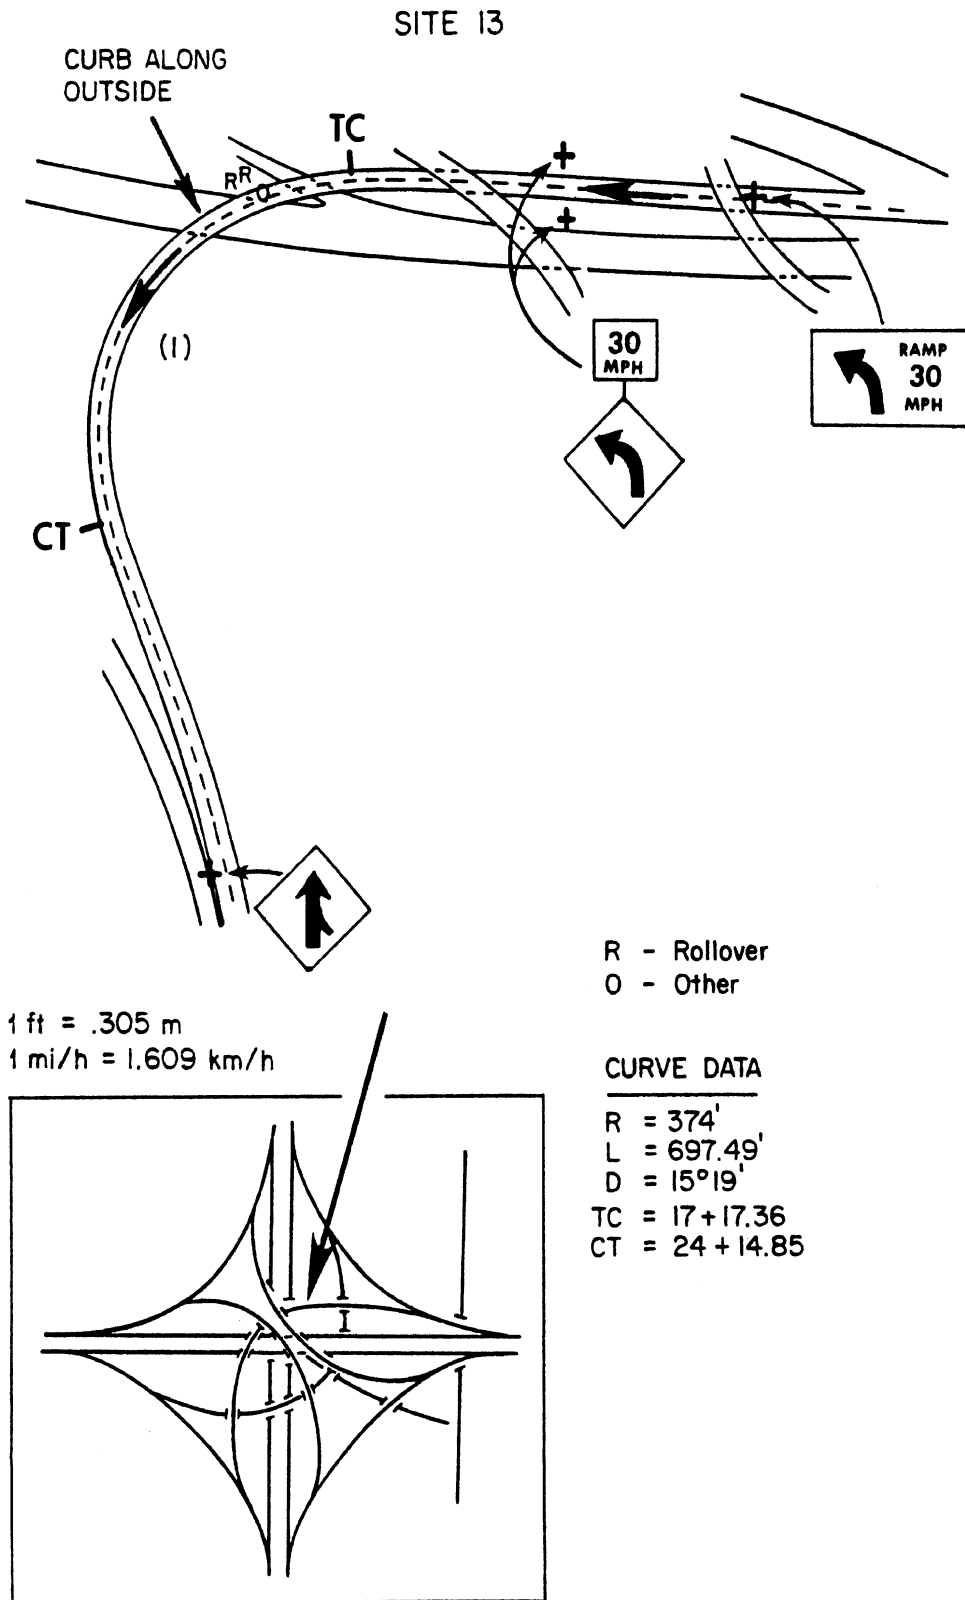 SITE 13
CURB ALONG
OUTSIDE
TC
RR
O
(1)
30
MPH
RAMP
30
MPH
CT
R - Rollover
O - Other
1 ft = .305 m
1 mi/h = 1.609 km/h
CURVE DATA
R = 374'
L = 697.49'
D = 15°19'
TC = 17+17.36
CT = 24+14.85